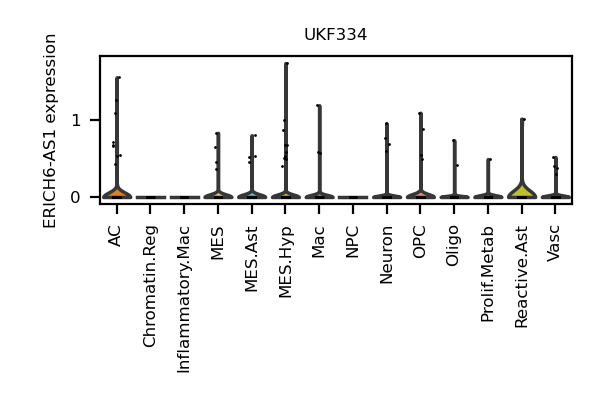 UKF334
ERICH6-AS1 expression
1
0
AC
Chromatin.Reg
Inflammatory.Mac
MES
MES.Ast
MES.Hyp
Mac
NPC
Neuron
OPC
Oligo
Prolif.Metab
Reactive.Ast
Vasc